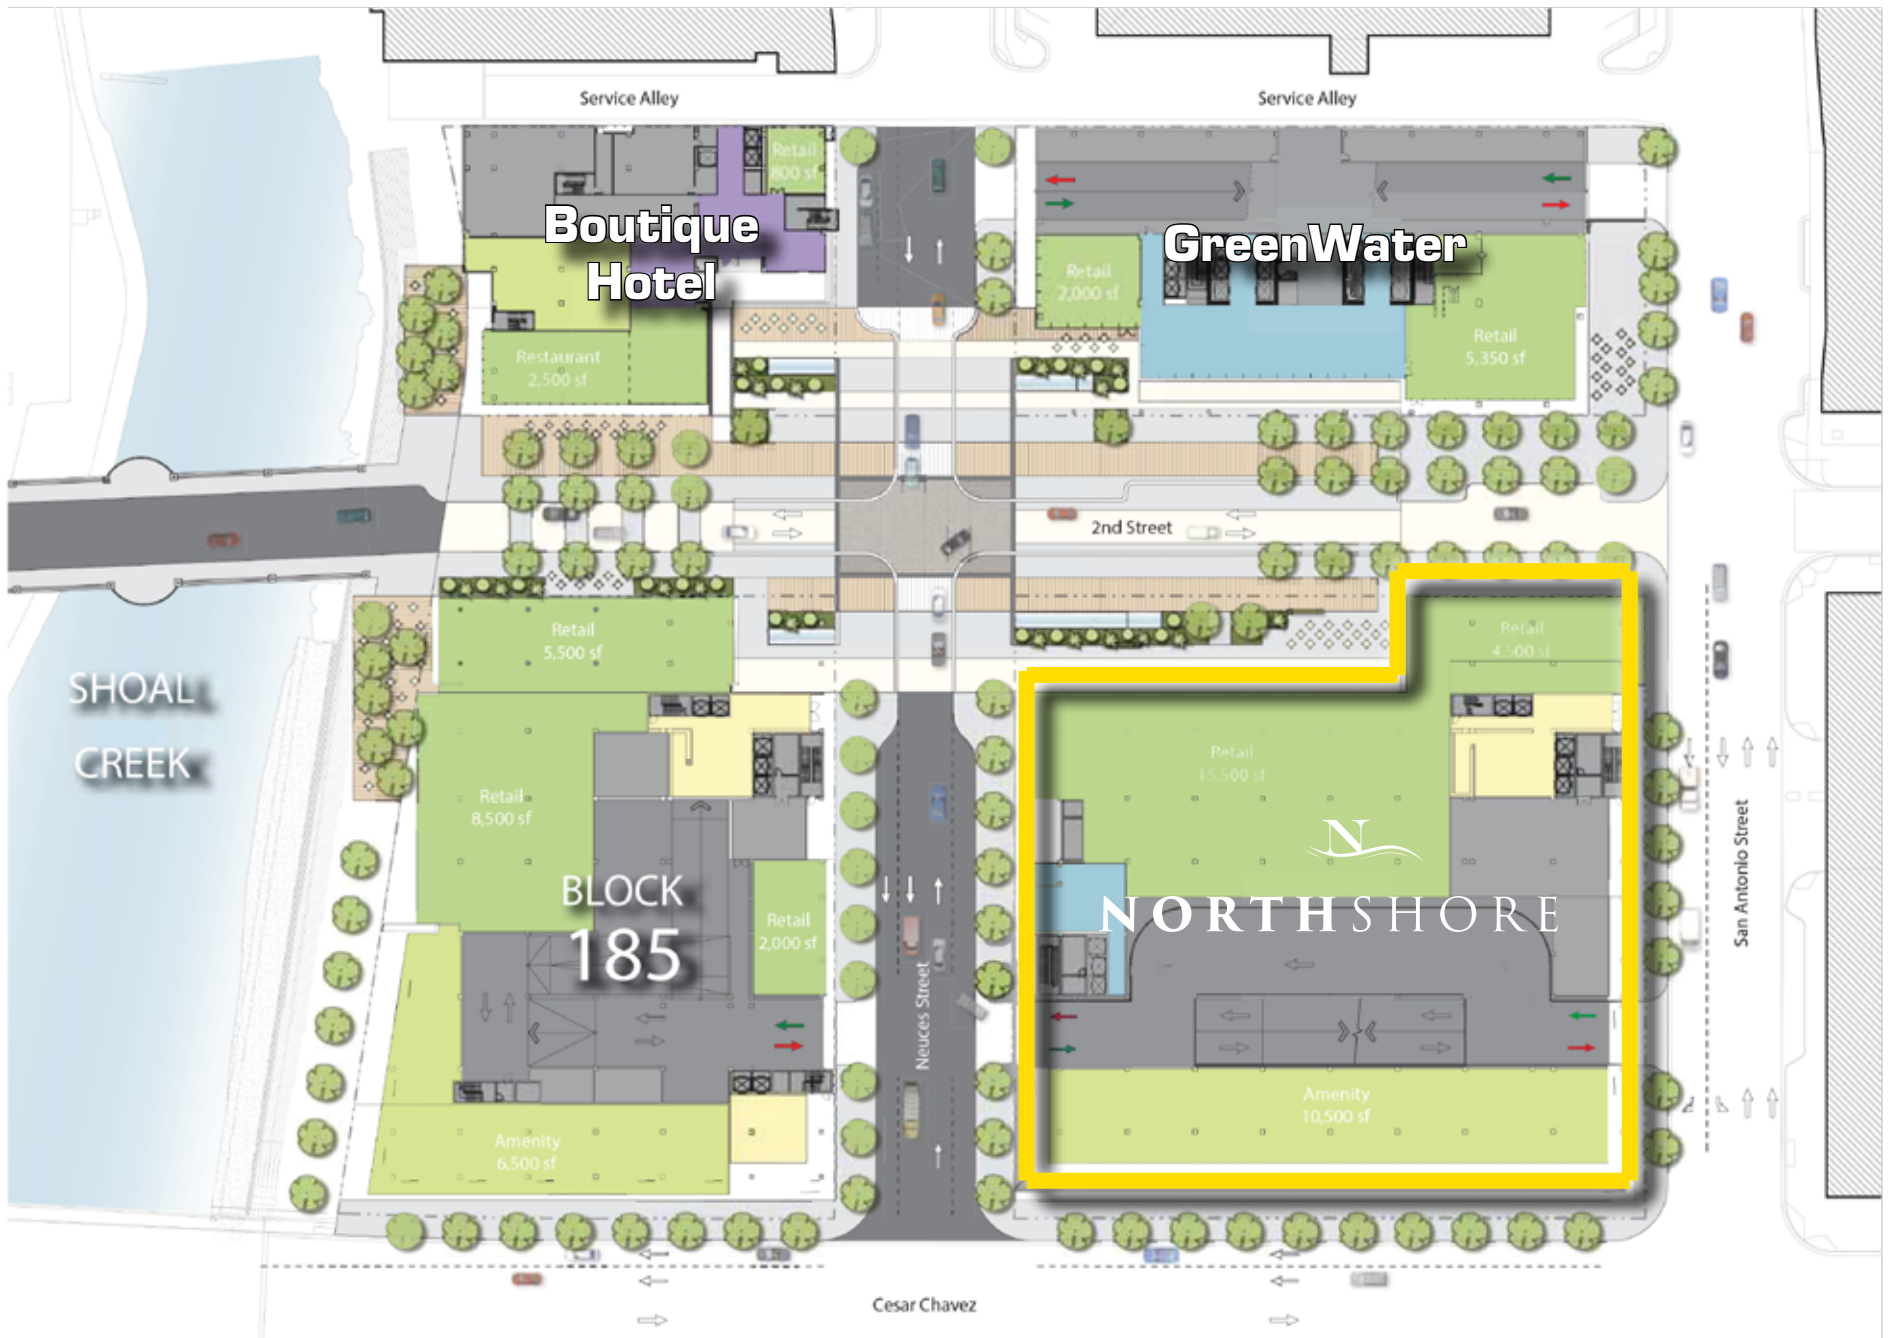 Service Alley
Service Alley
Retail
800 sf
Boutique
Hotel
GreenWater
Retail
2,000 sf
Retail
5,350 sf
Restaurant
2,500 sf
2nd Street
Retail
5,500 sf
Retail
4,500 sf
SHOAL
CREEK
Retail
15,500 sf
Retail
8,500 sf
BLOCK
185
Retail
2,000 sf
N
NORTHSHORE
San Antonio Street
Neuces Street
Amenity
10,500 sf
Amenity
6,500 sf
Cesar Chavez